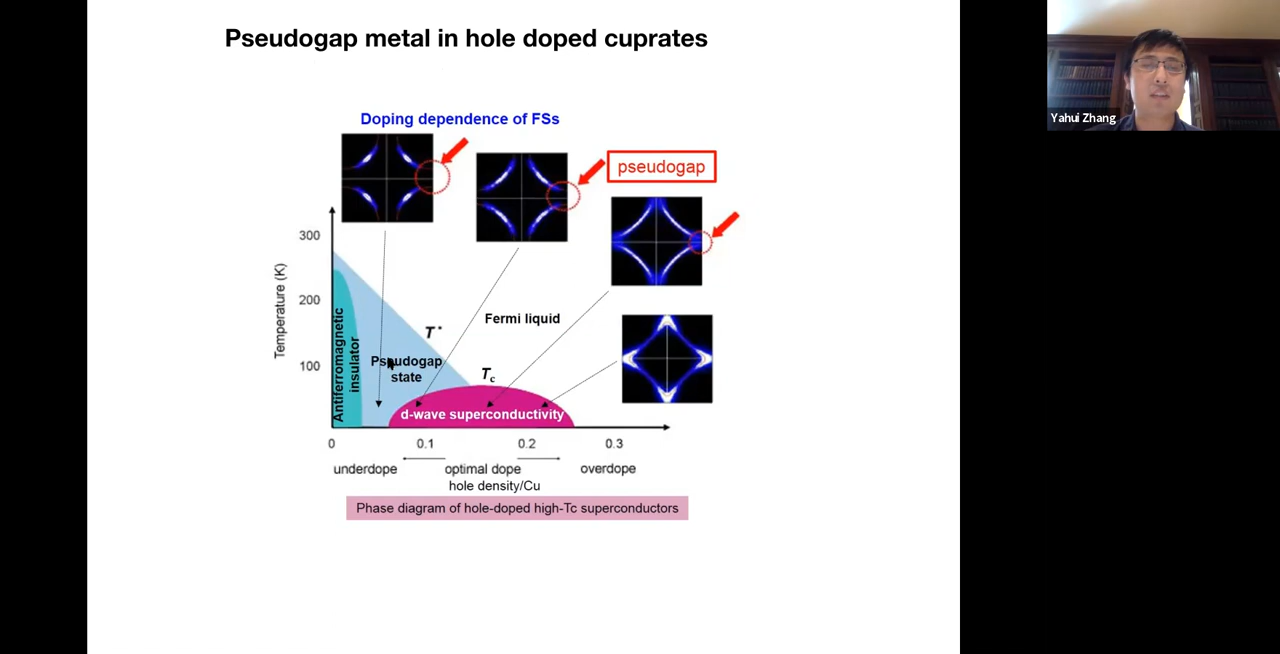 Pseudogap metal in hole doped cuprates
Yahui Zhang
Doping dependence of FSs
pseudogap
300
200
100
Temperature (K)
Antiferromagnetic
insulator
T*
Fermi liquid
Pseudogap
state
Tc
d-wave superconductivity
0
0.1
0.2
0.3
underdope
optimal dope
overdope
hole density/Cu
Phase diagram of hole-doped high-Tc superconductors